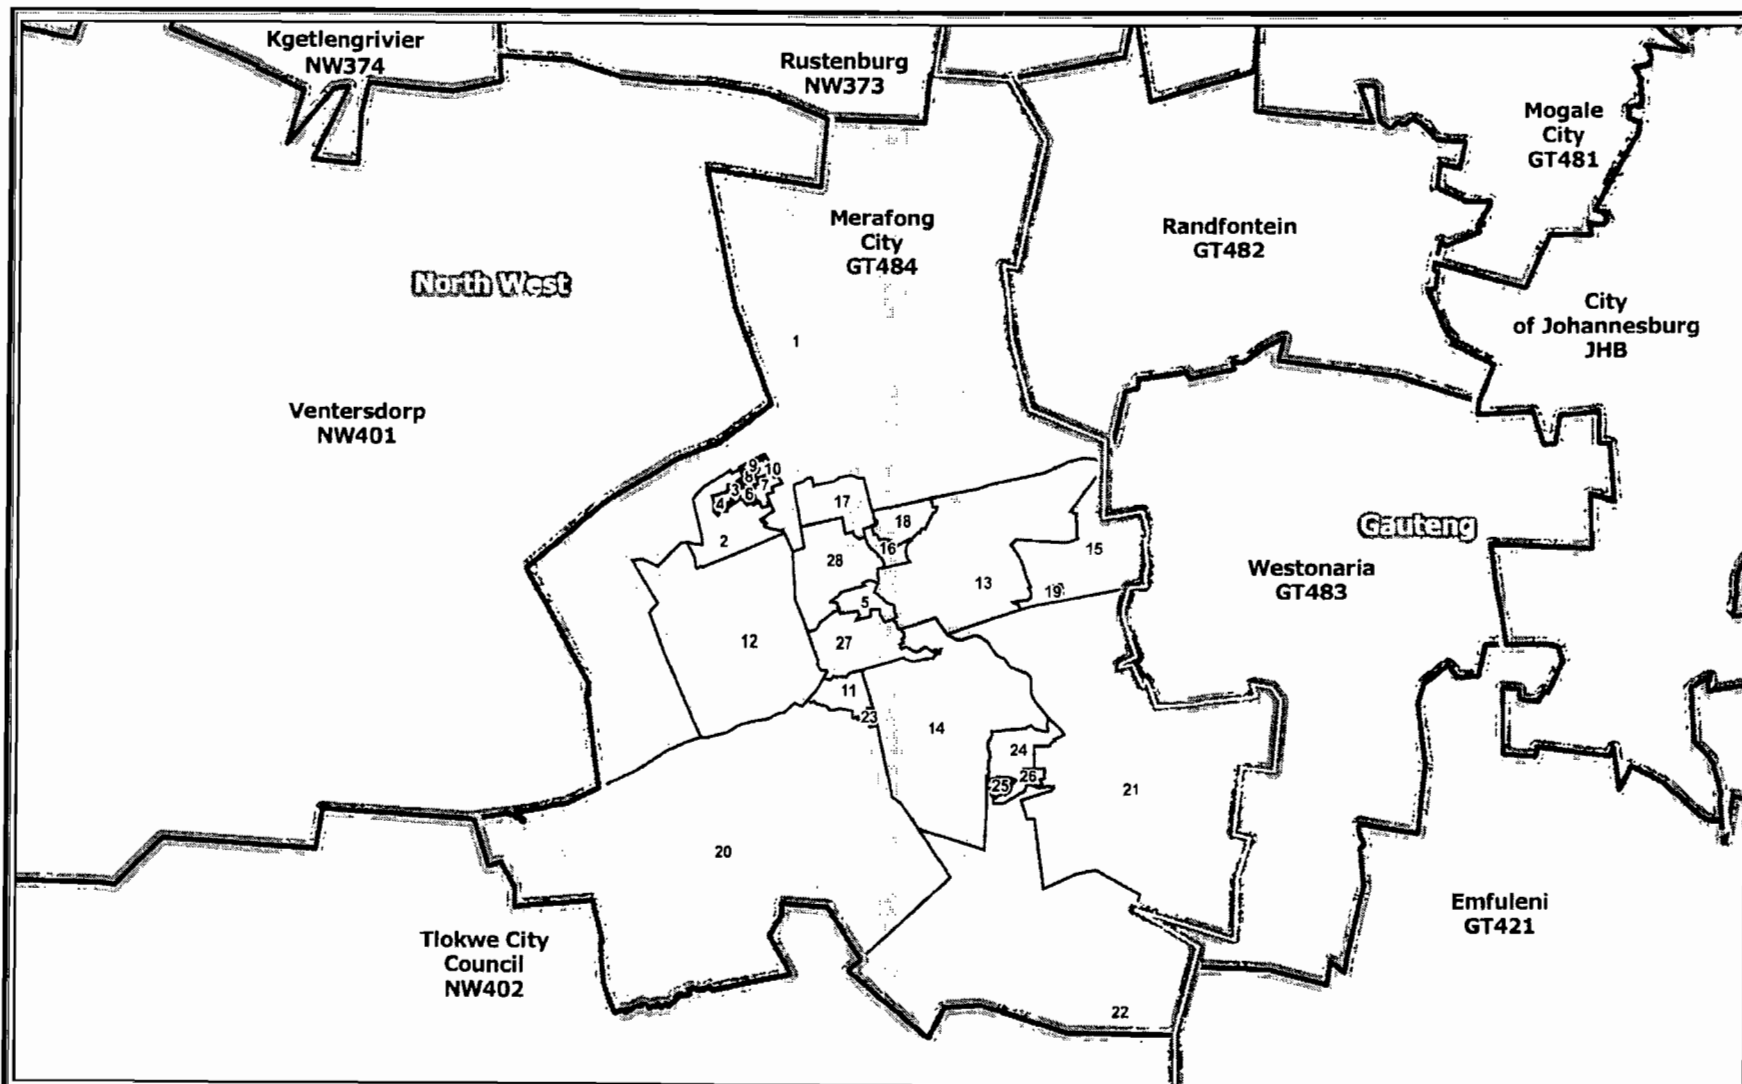 Kgetlengrivier
NW374
Rustenburg
NW373
Mogale
City
GT481
Merafong
City
GT484
Randfontein
GT482
North West
City
of Johannesburg
JHB
1
Ventersdorp
NW401
9
10
8
7
3
6
4
17
18
Gauteng
2
16
15
28
Westonaria
GT483
13
19
5
12
27
11
23
14
24
26
25
21
20
Emfuleni
GT421
Tlokwe City
Council
NW402
22